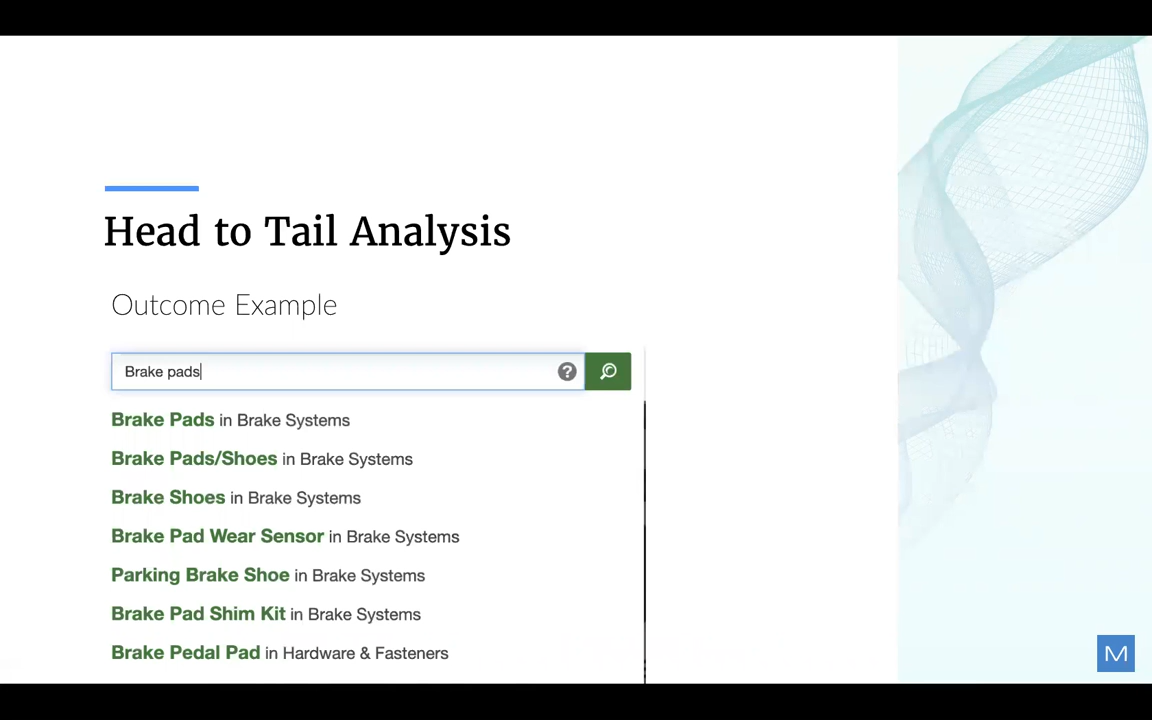 Head to Tail Analysis
Outcome Example
Brake pads
?
Brake Pads in Brake Systems
Brake Pads/Shoes in Brake Systems
Brake Shoes in Brake Systems
Brake Pad Wear Sensor in Brake Systems
Parking Brake Shoe in Brake Systems
Brake Pad Shim Kit in Brake Systems
Brake Pedal Pad in Hardware & Fasteners
M